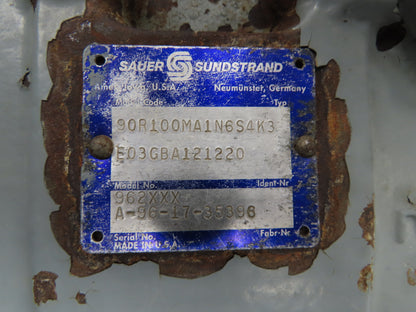 SAUER SUNDSTRAND
Ames, Iowa, U.S.A. Neumünster, Germany
Model Code Typ
90R100MA1N6S4K3
E03GBA121220
Model No. Ident-Nr
962XXX
A-96-17-35396
Serial No. Fabr-Nr
MADE IN U.S.A.